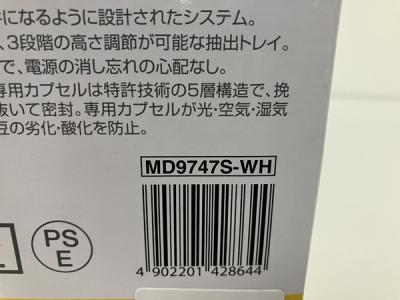 になるように設計されたシステム。
、3段階の高さ調節が可能な抽出トレイ。
で、電源の消し忘れの心配なし。
専用カプセルは特許技術の5層構造で、挽
抜いて密封。専用カプセルが光・空気・湿気
豆の劣化・酸化を防止。
MD9747S-WH
PS
E
4 902201 428644